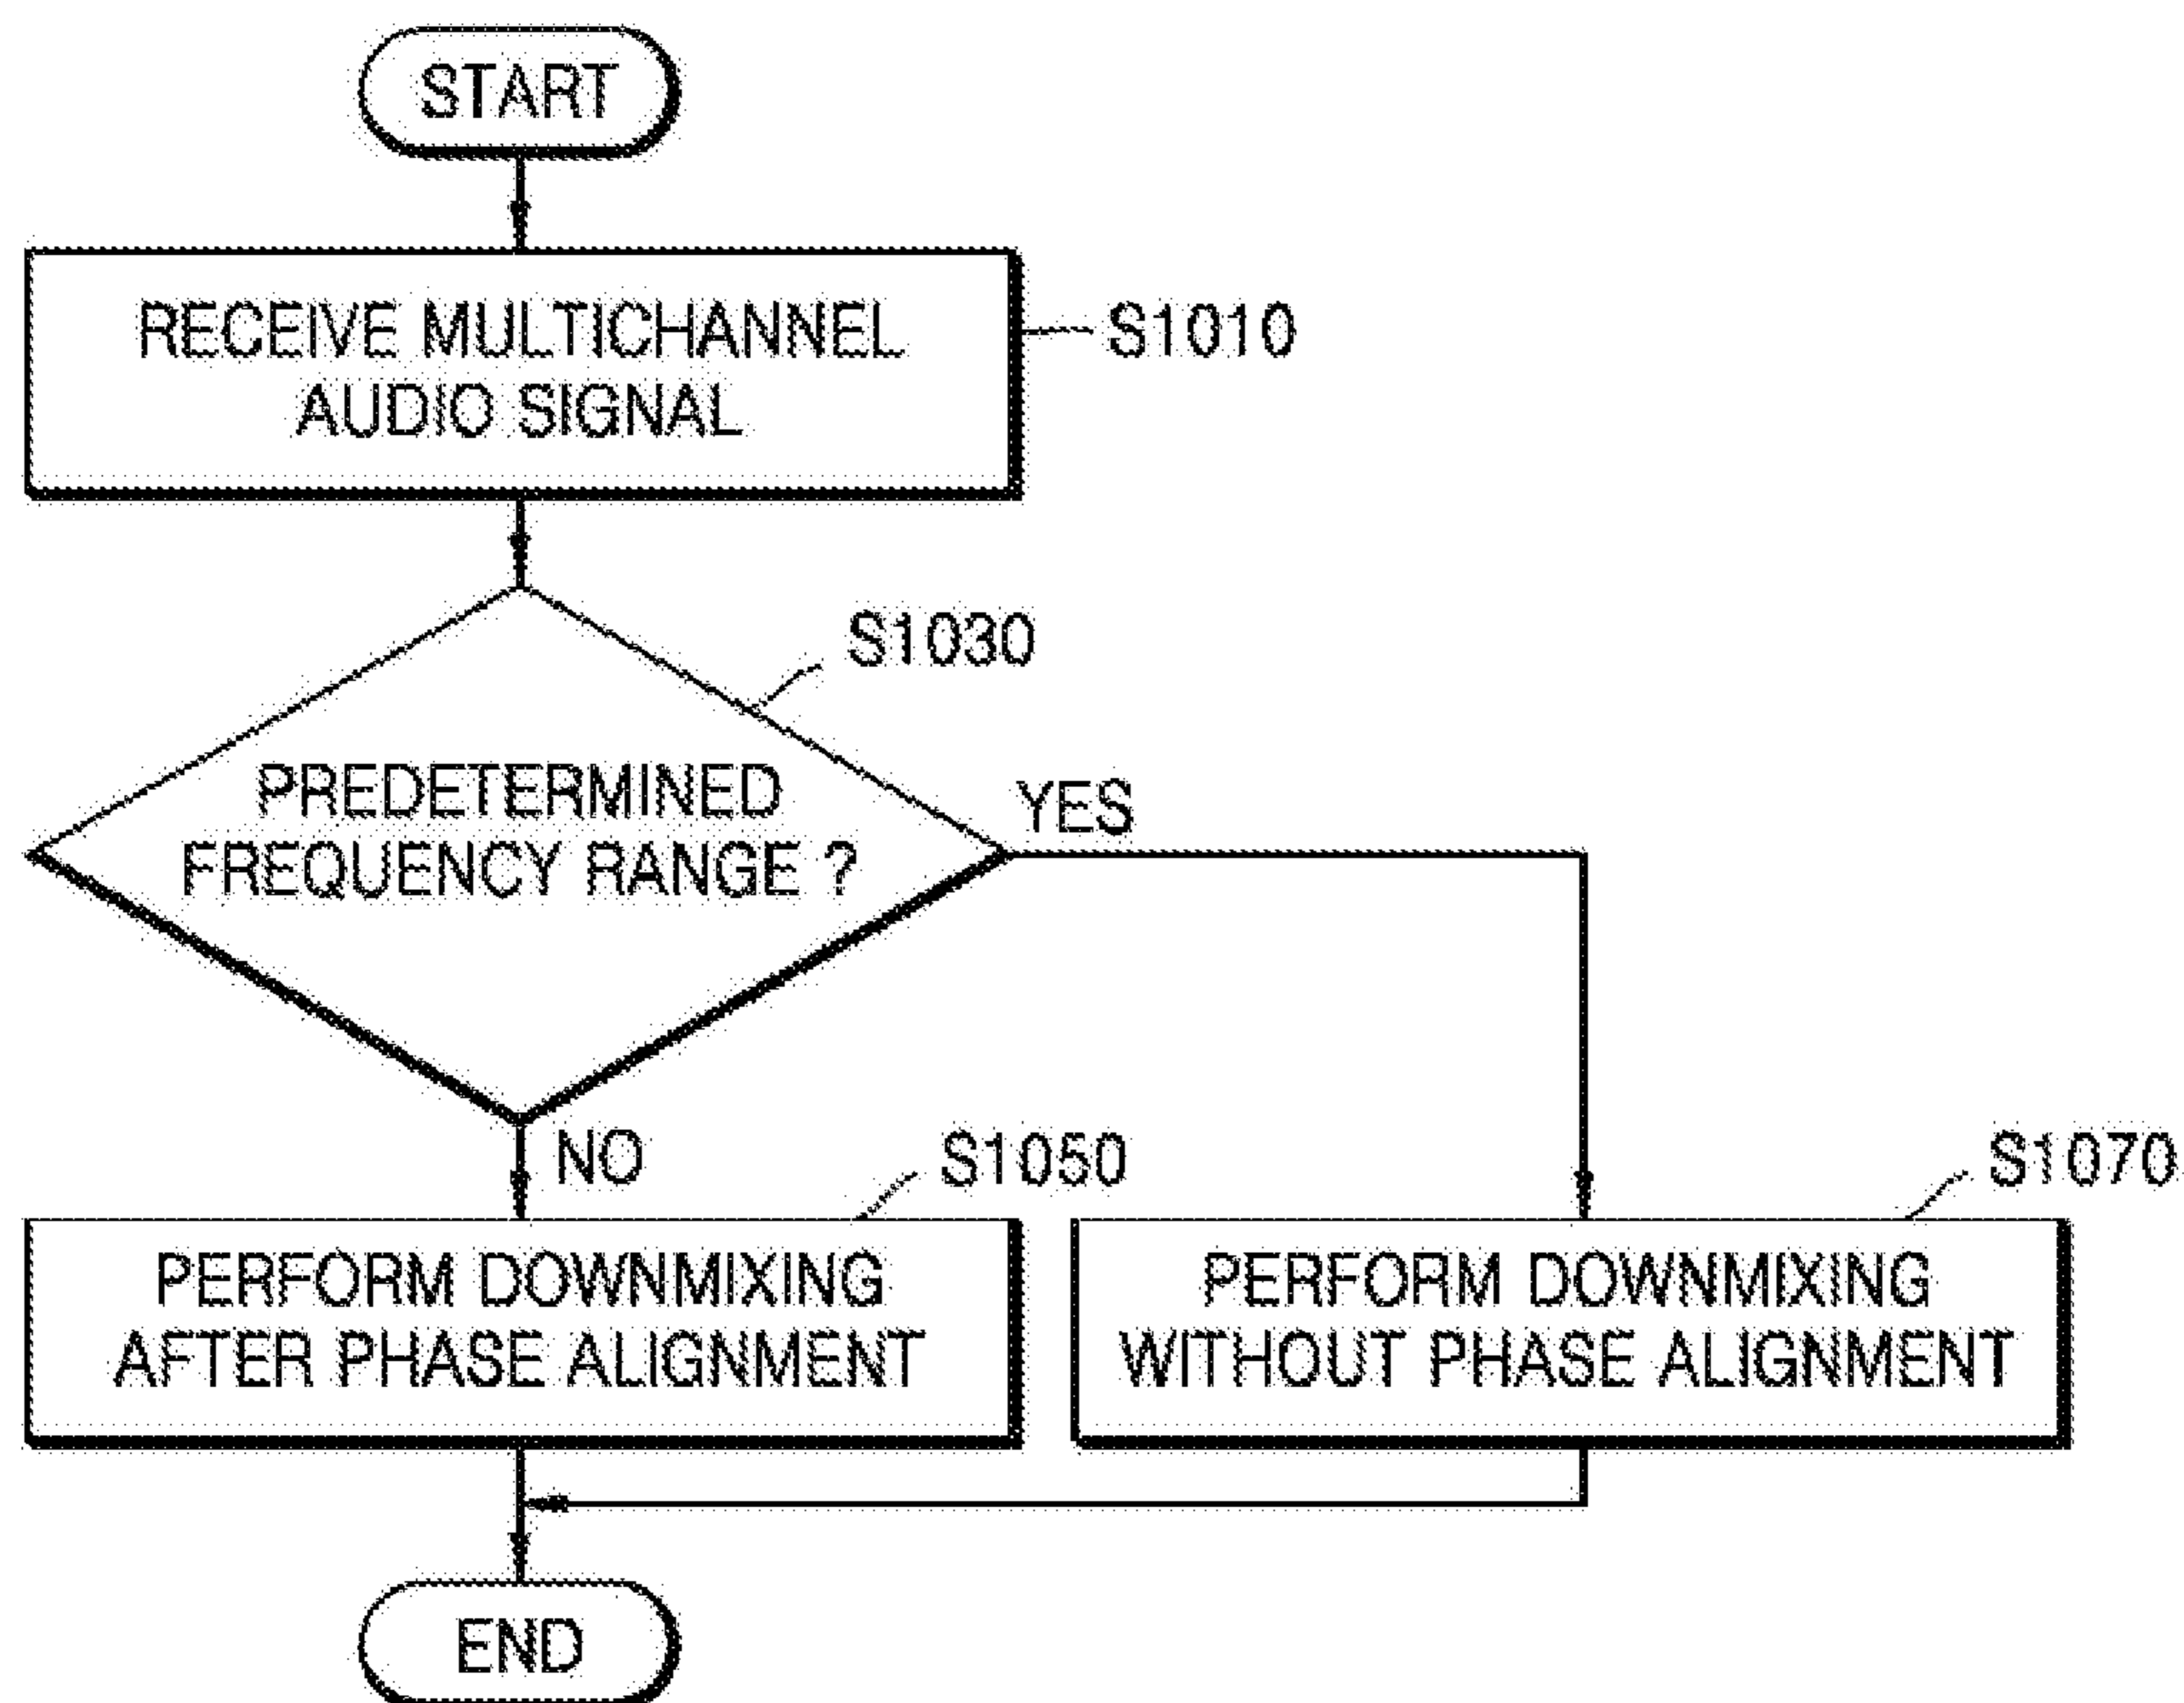 START
RECEIVE MULTICHANNEL
AUDIO SIGNAL
S1010
S1030
PREDETERMINED
FREQUENCY RANGE ?
YES
NO
S1050
S1070
PERFORM DOWNMIXING
AFTER PHASE ALIGNMENT
PERFORM DOWNMIXING
WITHOUT PHASE ALIGNMENT
END